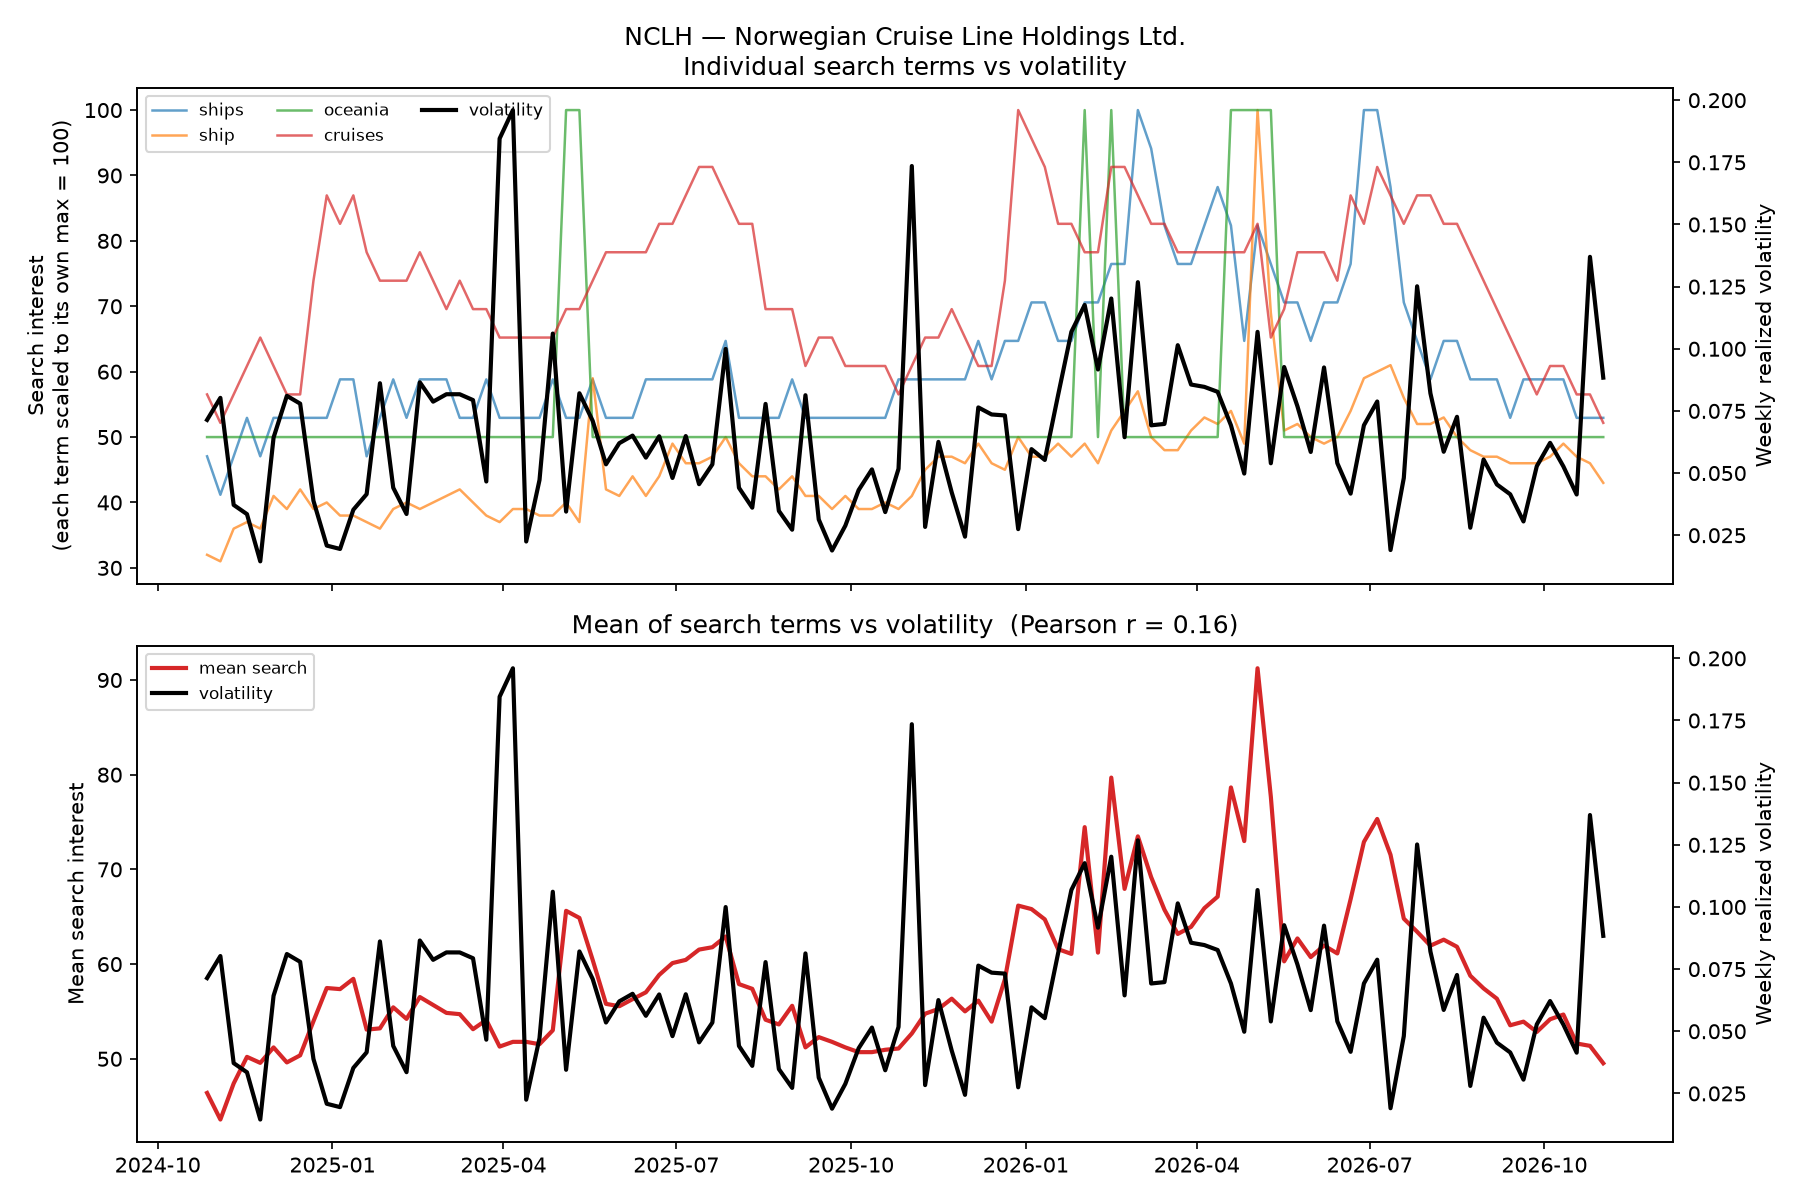 NCLH — Norwegian Cruise Line Holdings Ltd.
Individual search terms vs volatility
ships
ship
oceania
cruises
volatility
Search interest
(each term scaled to its own max = 100)
100
90
80
70
60
50
40
30
0.200
0.175
0.150
0.125
0.100
0.075
0.050
0.025
Weekly realized volatility
Mean of search terms vs volatility (Pearson r = 0.16)
mean search
volatility
Mean search interest
90
80
70
60
50
0.200
0.175
0.150
0.125
0.100
0.075
0.050
0.025
Weekly realized volatility
2024-10
2025-01
2025-04
2025-07
2025-10
2026-01
2026-04
2026-07
2026-10